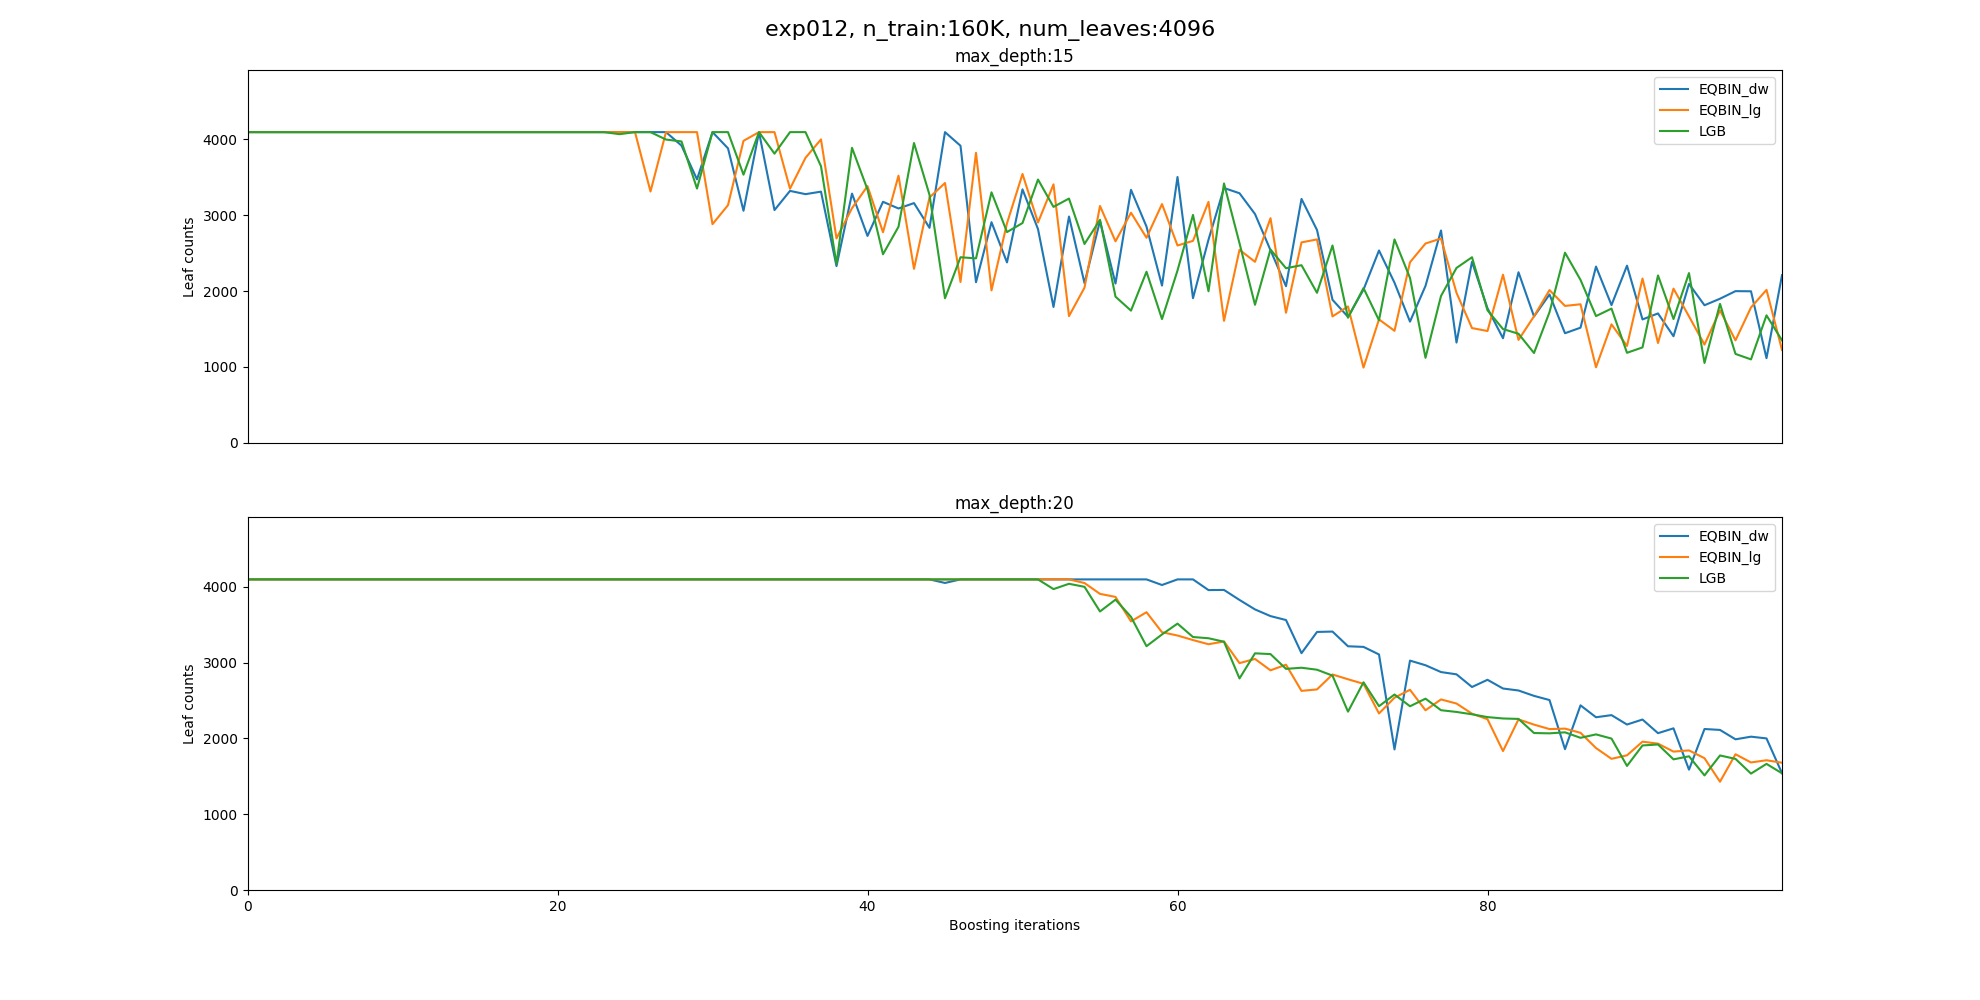 exp012, n_train:160K, num_leaves:4096
max_depth:15
EQBIN_dw
EQBIN_lg
LGB
Leaf counts
4000
3000
2000
1000
0
max_depth:20
EQBIN_dw
EQBIN_lg
LGB
Leaf counts
4000
3000
2000
1000
0
0 20 40 60 80
Boosting iterations